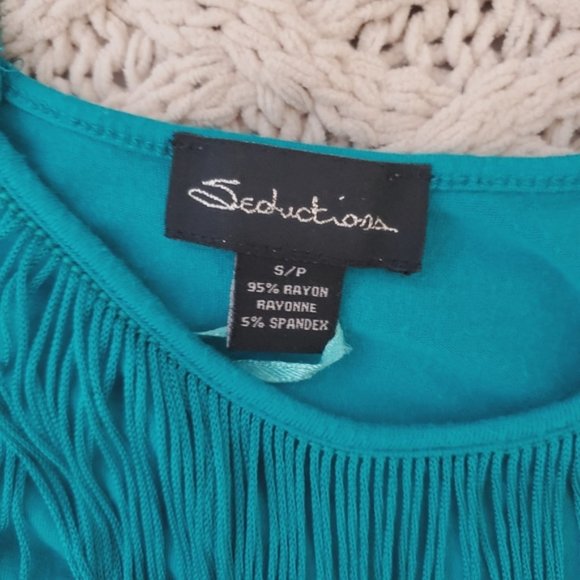 Seductions
S/P
95% RAYON
RAYONNE
5% SPANDEX